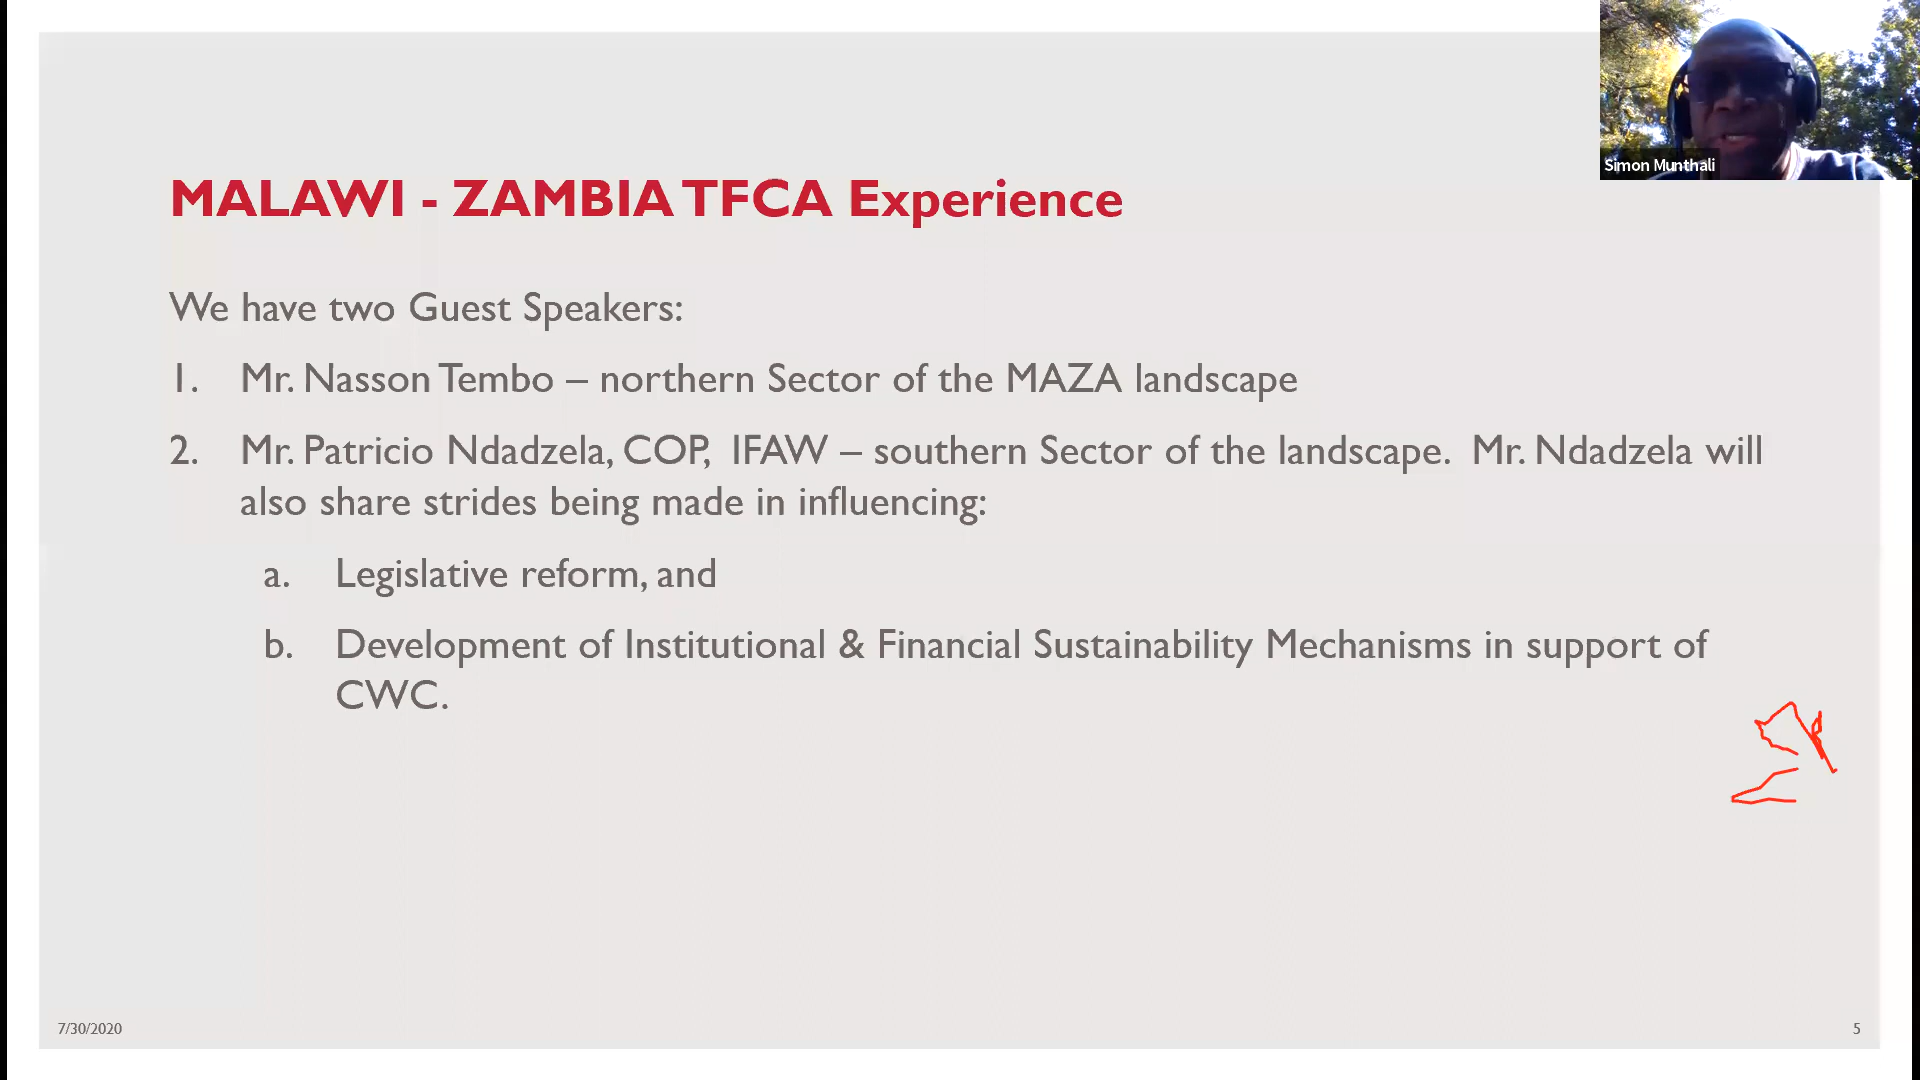 Simon Munthali
MALAWI - ZAMBIA TFCA Experience
We have two Guest Speakers:
1. Mr. Nasson Tembo – northern Sector of the MAZA landscape
2. Mr. Patricio Ndadzela, COP, IFAW – southern Sector of the landscape. Mr. Ndadzela will
also share strides being made in influencing:
a. Legislative reform, and
b. Development of Institutional & Financial Sustainability Mechanisms in support of
CWC.
7/30/2020
5